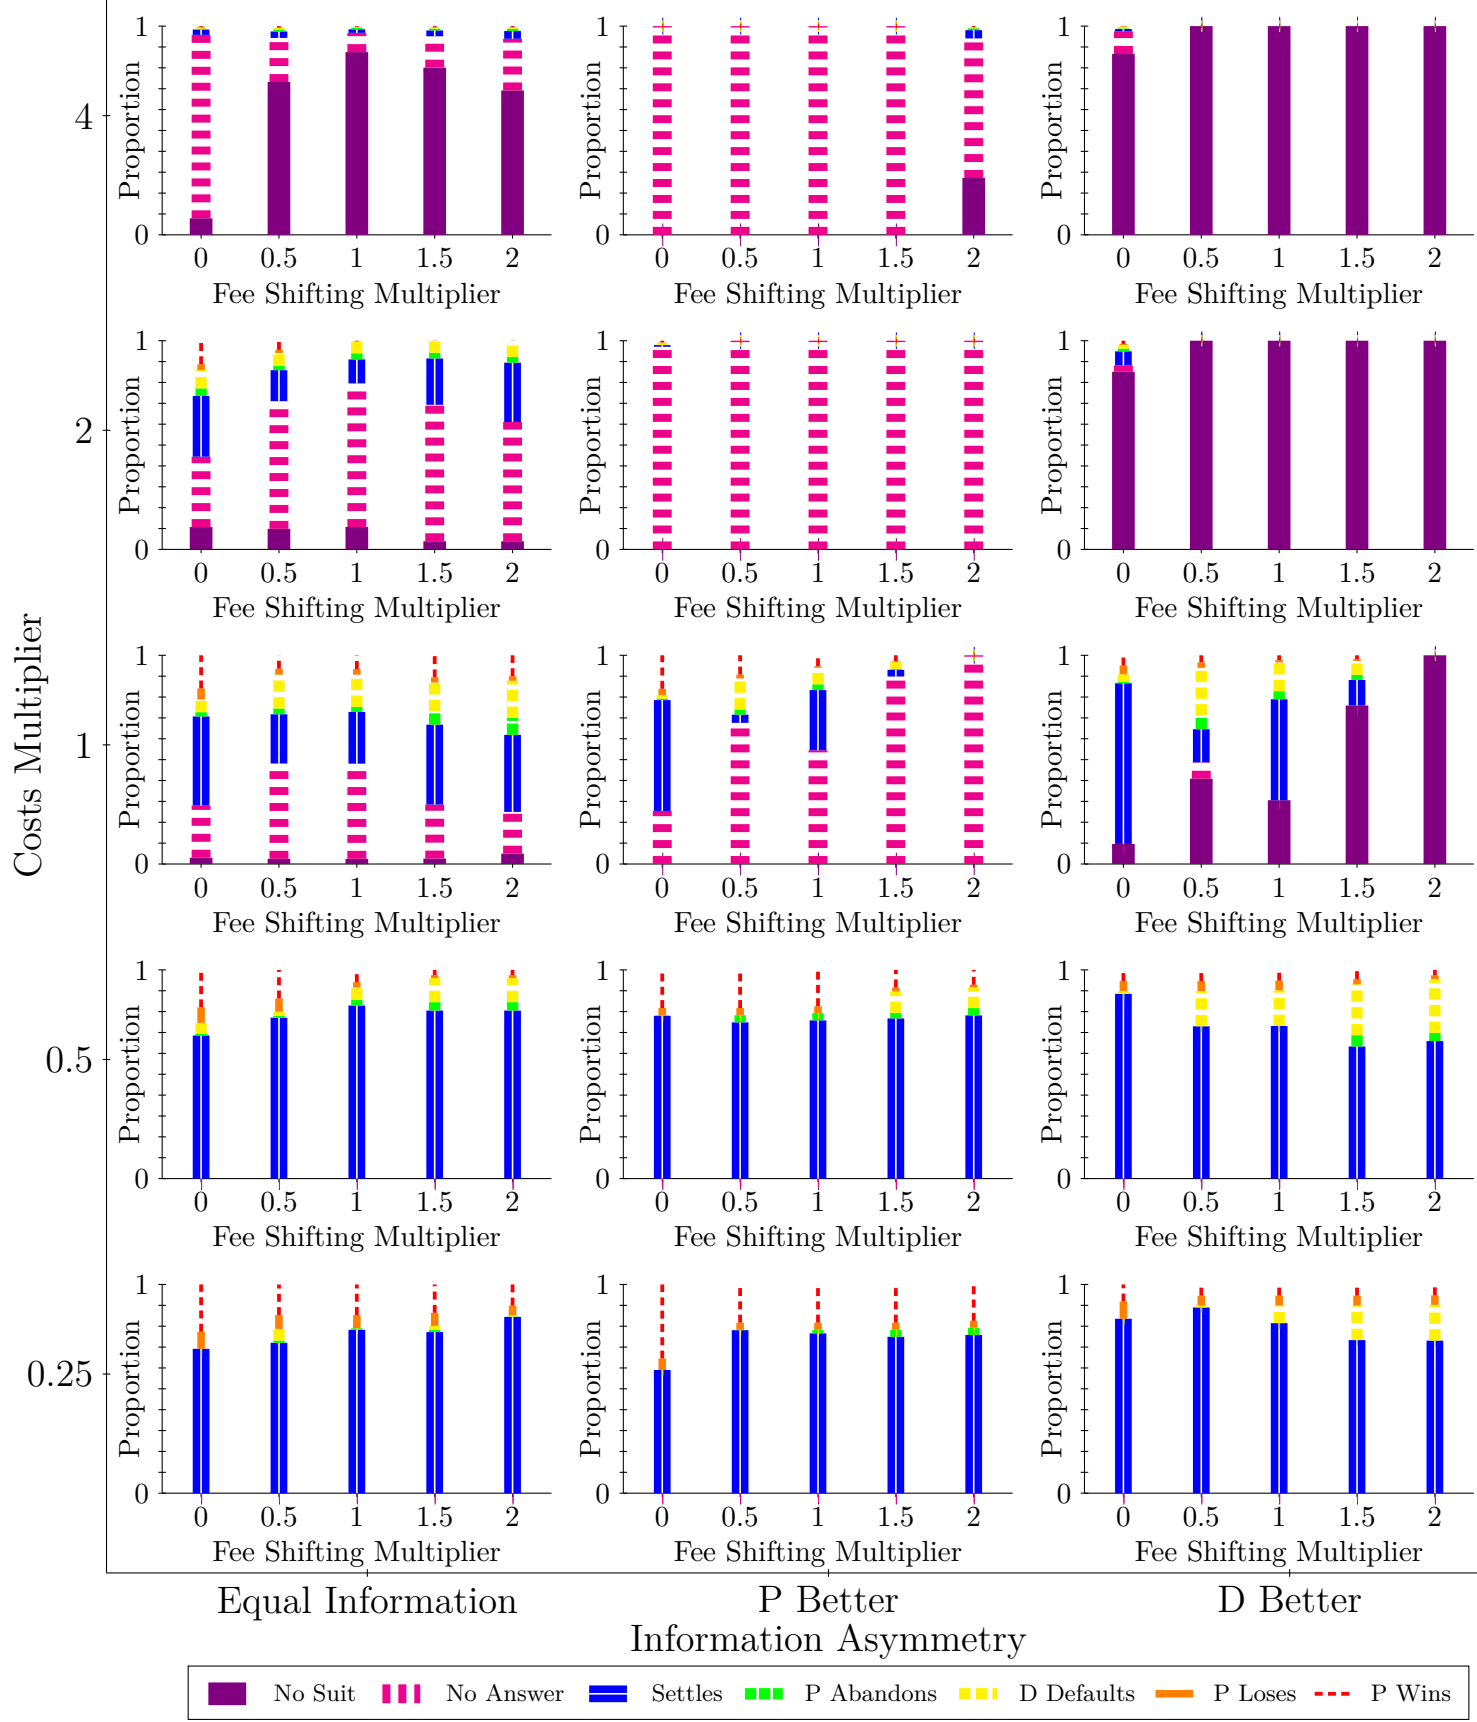 4
Proportion
1
0
0 0.5 1 1.5 2
Fee Shifting Multiplier
Proportion
1
0
0 0.5 1 1.5 2
Fee Shifting Multiplier
Proportion
1
0
0 0.5 1 1.5 2
Fee Shifting Multiplier
2
Proportion
1
0
0 0.5 1 1.5 2
Fee Shifting Multiplier
Proportion
1
0
0 0.5 1 1.5 2
Fee Shifting Multiplier
Proportion
1
0
0 0.5 1 1.5 2
Fee Shifting Multiplier
Costs Multiplier
1
Proportion
1
0
0 0.5 1 1.5 2
Fee Shifting Multiplier
Proportion
1
0
0 0.5 1 1.5 2
Fee Shifting Multiplier
Proportion
1
0
0 0.5 1 1.5 2
Fee Shifting Multiplier
0.5
Proportion
1
0
0 0.5 1 1.5 2
Fee Shifting Multiplier
Proportion
1
0
0 0.5 1 1.5 2
Fee Shifting Multiplier
Proportion
1
0
0 0.5 1 1.5 2
Fee Shifting Multiplier
0.25
Proportion
1
0
0 0.5 1 1.5 2
Fee Shifting Multiplier
Proportion
1
0
0 0.5 1 1.5 2
Fee Shifting Multiplier
Proportion
1
0
0 0.5 1 1.5 2
Fee Shifting Multiplier
Equal Information P Better D Better
Information Asymmetry
No Suit No Answer Settles P Abandons D Defaults P Loses P Wins